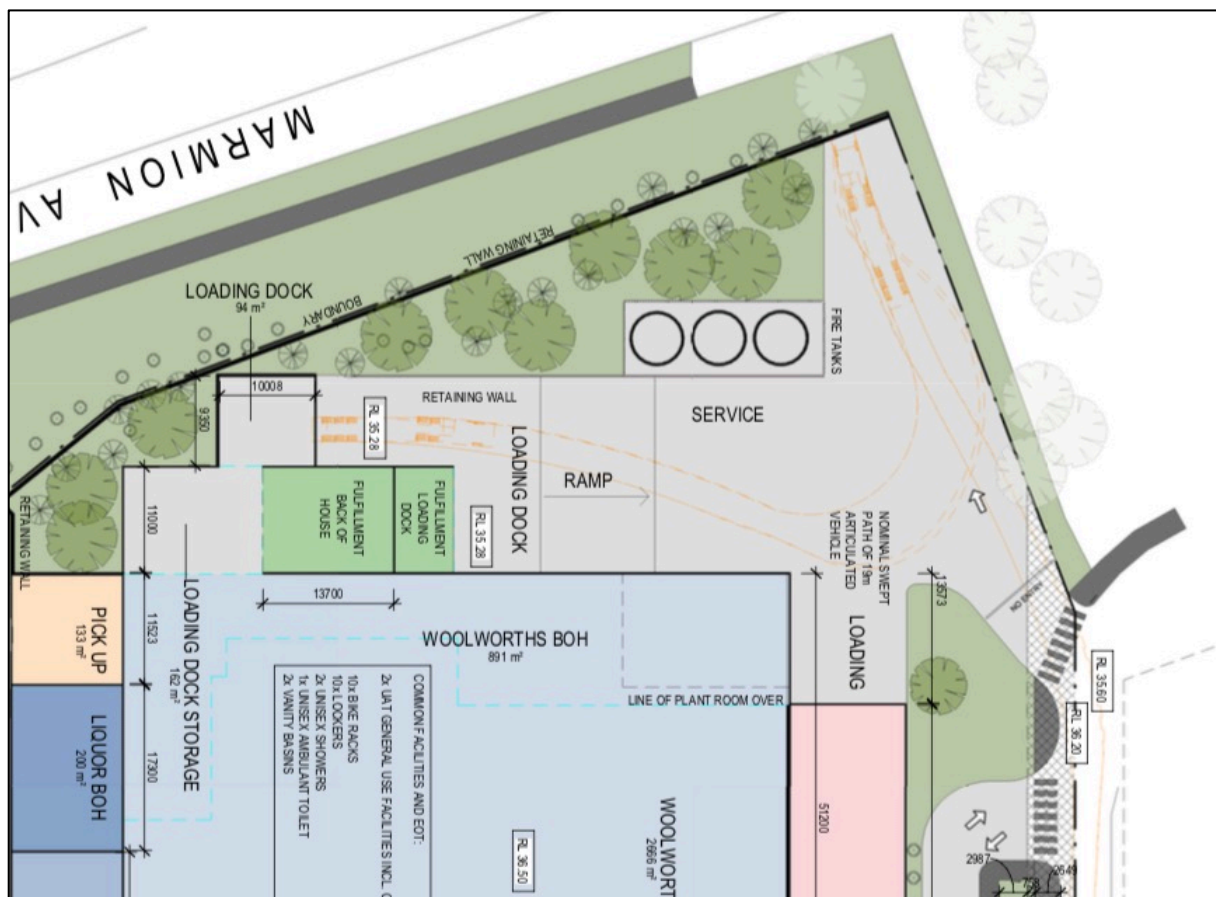 MARMION AV
LOADING DOCK
94 m²
BOUNDARY
RETAINING WALL
10008
9350
RL 35.28
RETAINING WALL
LOADING DOCK
SERVICE
FIRE TANKS
RAMP
11000
FULFILLMENT
BACK OF
HOUSE
FULFILLMENT
LOADING
DOCK
RL 35.28
NOMINAL SWEPT
PATH OF 19m
ARTICULATED
VEHICLE
RETAINING WALL
NO ENTRY
13573
LOADING
13700
11523
PICK UP
133 m²
LOADING DOCK STORAGE
162 m²
WOOLWORTHS BOH
891 m²
LINE OF PLANT ROOM OVER
RL 35.60
RL 36.20
COMMON FACILITIES AND EOT:
2x UAT GENERAL USE FACILITIES INCL.
10x BIKE RACKS
10x LOCKERS
2x UNISEX SHOWERS
1x UNISEX AMBULANT TOILET
2x VANITY BASINS
LIQUOR BOH
200 m²
17300
RL 36.50
WOOLWORT
2666 m²
51200
2987
2649